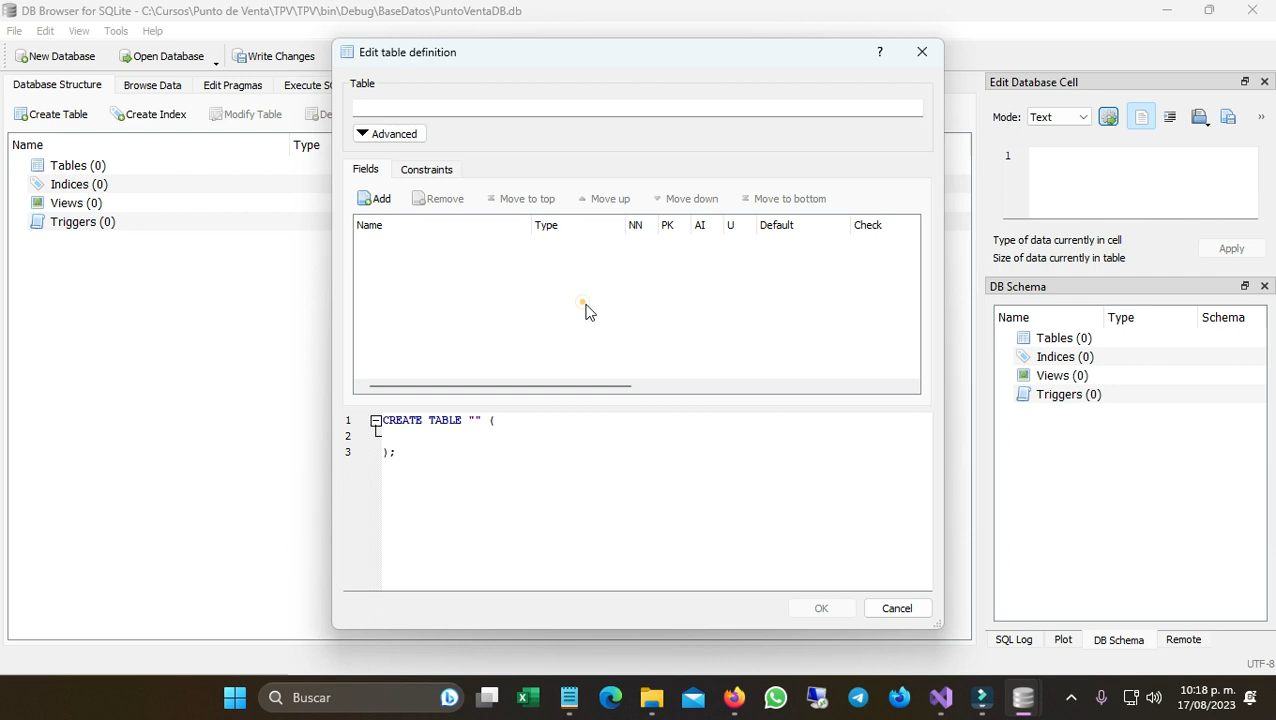 DB Browser for SQLite - C:\Cursos\Punto de Venta\TPV\TPV\bin\Debug\BaseDatos\PuntoVentaDB.db
File Edit View Tools Help
New Database Open Database Write Changes
Database Structure Browse Data Edit Pragmas Execute SQ
Create Table Create Index Modify Table De
Name Type
Tables (0)
Indices (0)
Views (0)
Triggers (0)
Edit table definition ?
Table
Advanced
Fields Constraints
Add Remove Move to top Move up Move down Move to bottom
Name Type NN PK AI U Default Check
1 CREATE TABLE "" (
2
3 );
OK Cancel
Edit Database Cell
Mode: Text »
1
Type of data currently in cell
Size of data currently in table
Apply
DB Schema
Name Type Schema
Tables (0)
Indices (0)
Views (0)
Triggers (0)
SQL Log Plot DB Schema Remote
UTF-8
Buscar
10:18 p. m.
17/08/2023